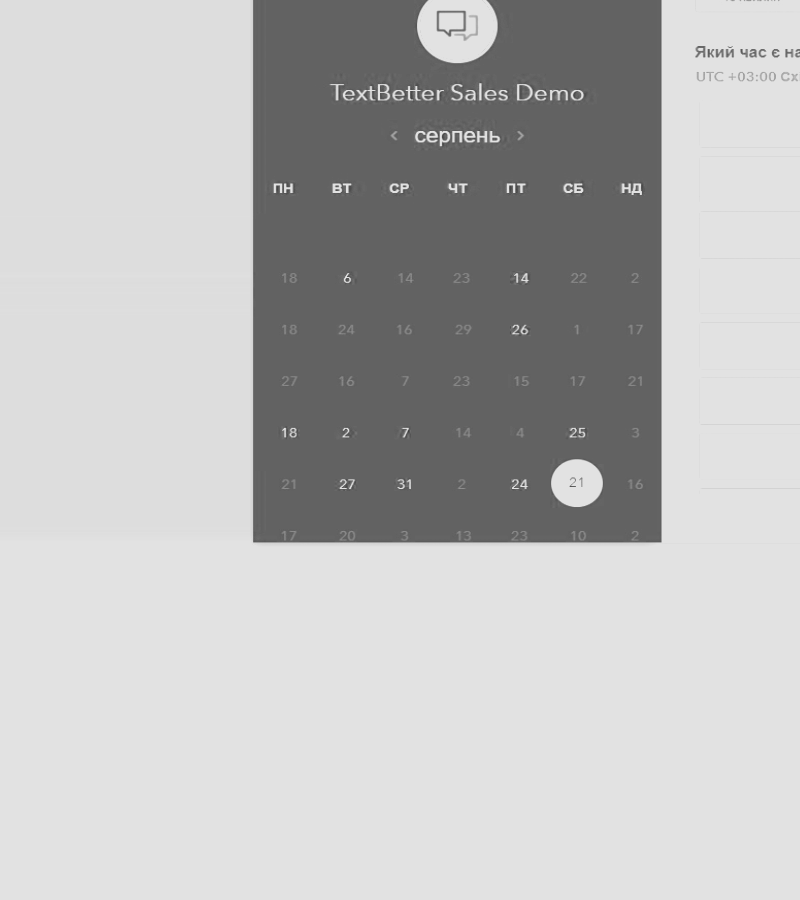 TextBetter Sales Demo
< серпень >
ПН ВТ СР ЧТ ПТ СБ НД
18 6 14 23 14 22 2
18 24 16 29 26 1 17
27 16 7 23 15 17 21
18 2 7 14 4 25 3
21 27 31 2 24 21 16
17 20 3 13 23 10 2
Який час є
UTC +03:00